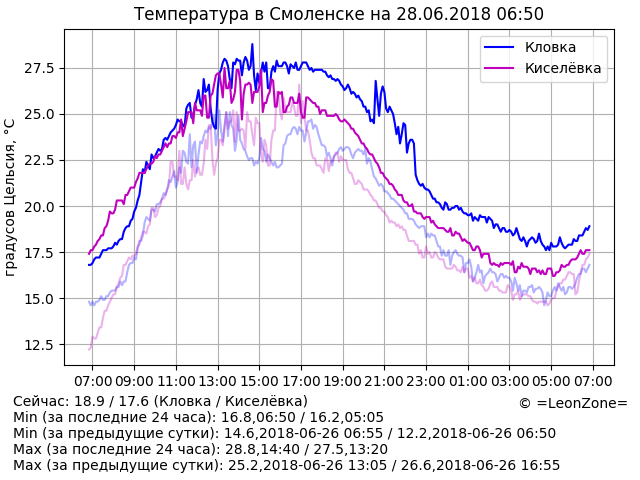 Температура в Смоленске на 28.06.2018 06:50
градусов Цельсия, °C
27.5
25.0
22.5
20.0
17.5
15.0
12.5
Кловка
Киселёвка
07:00 09:00 11:00 13:00 15:00 17:00 19:00 21:00 23:00 01:00 03:00 05:00 07:00
Сейчас: 18.9 / 17.6 (Кловка / Киселёвка)
© =LeonZone=
Min (за последние 24 часа): 16.8,06:50 / 16.2,05:05
Min (за предыдущие сутки): 14.6,2018-06-26 06:55 / 12.2,2018-06-26 06:50
Max (за последние 24 часа): 28.8,14:40 / 27.5,13:20
Max (за предыдущие сутки): 25.2,2018-06-26 13:05 / 26.6,2018-06-26 16:55